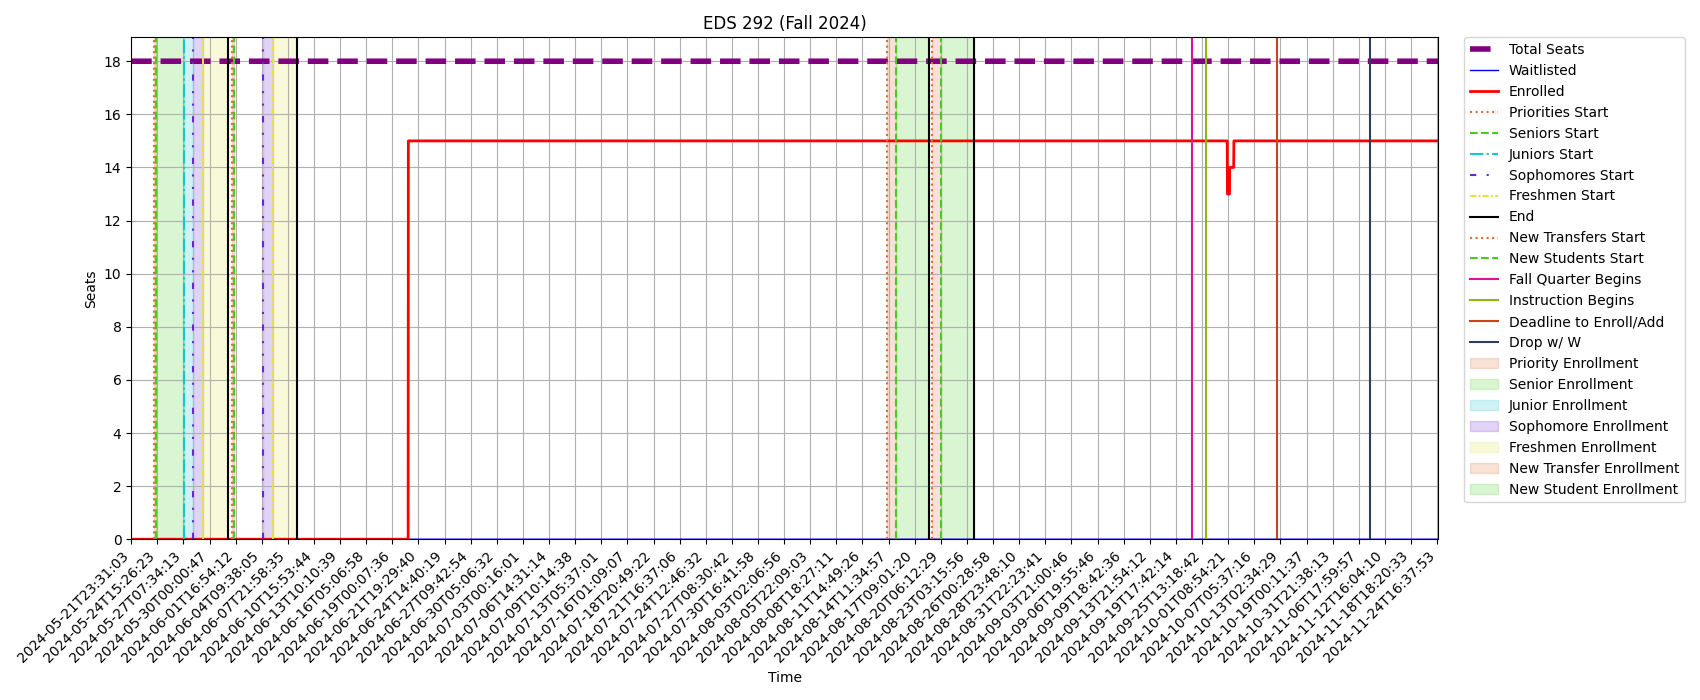 EDS 292 (Fall 2024)
18
16
14
12
10
8
6
4
2
0
Seats
2024-05-21T23:31:03
2024-05-24T15:26:23
2024-05-27T07:34:13
2024-05-30T00:00:47
2024-06-01T16:54:12
2024-06-04T09:38:05
2024-06-07T21:58:35
2024-06-10T15:53:44
2024-06-13T10:10:39
2024-06-16T05:06:58
2024-06-19T00:07:36
2024-06-21T19:29:40
2024-06-24T14:40:19
2024-06-27T09:42:54
2024-06-30T05:06:32
2024-07-03T00:16:01
2024-07-06T14:31:14
2024-07-09T10:14:38
2024-07-13T05:37:01
2024-07-16T01:09:07
2024-07-18T20:49:22
2024-07-21T16:37:06
2024-07-24T12:46:32
2024-07-27T08:30:42
2024-07-30T16:41:58
2024-08-03T02:06:56
2024-08-05T22:09:03
2024-08-11T18:27:11
2024-08-11T14:49:26
2024-08-14T11:34:57
2024-08-17T09:01:20
2024-08-20T06:12:29
2024-08-23T03:15:56
2024-08-26T00:28:58
2024-08-28T23:48:10
2024-08-31T22:23:41
2024-09-03T21:00:46
2024-09-06T19:55:46
2024-09-09T18:42:36
2024-09-13T21:54:12
2024-09-19T17:42:14
2024-09-25T13:18:42
2024-10-01T08:54:21
2024-10-07T05:37:16
2024-10-13T02:34:29
2024-10-19T00:11:37
2024-10-31T21:38:13
2024-11-06T17:59:57
2024-11-12T16:04:10
2024-11-18T18:20:33
2024-11-24T16:37:53
Time
Total Seats
Waitlisted
Enrolled
Priorities Start
Seniors Start
Juniors Start
Sophomores Start
Freshmen Start
End
New Transfers Start
New Students Start
Fall Quarter Begins
Instruction Begins
Deadline to Enroll/Add
Drop w/ W
Priority Enrollment
Senior Enrollment
Junior Enrollment
Sophomore Enrollment
Freshmen Enrollment
New Transfer Enrollment
New Student Enrollment